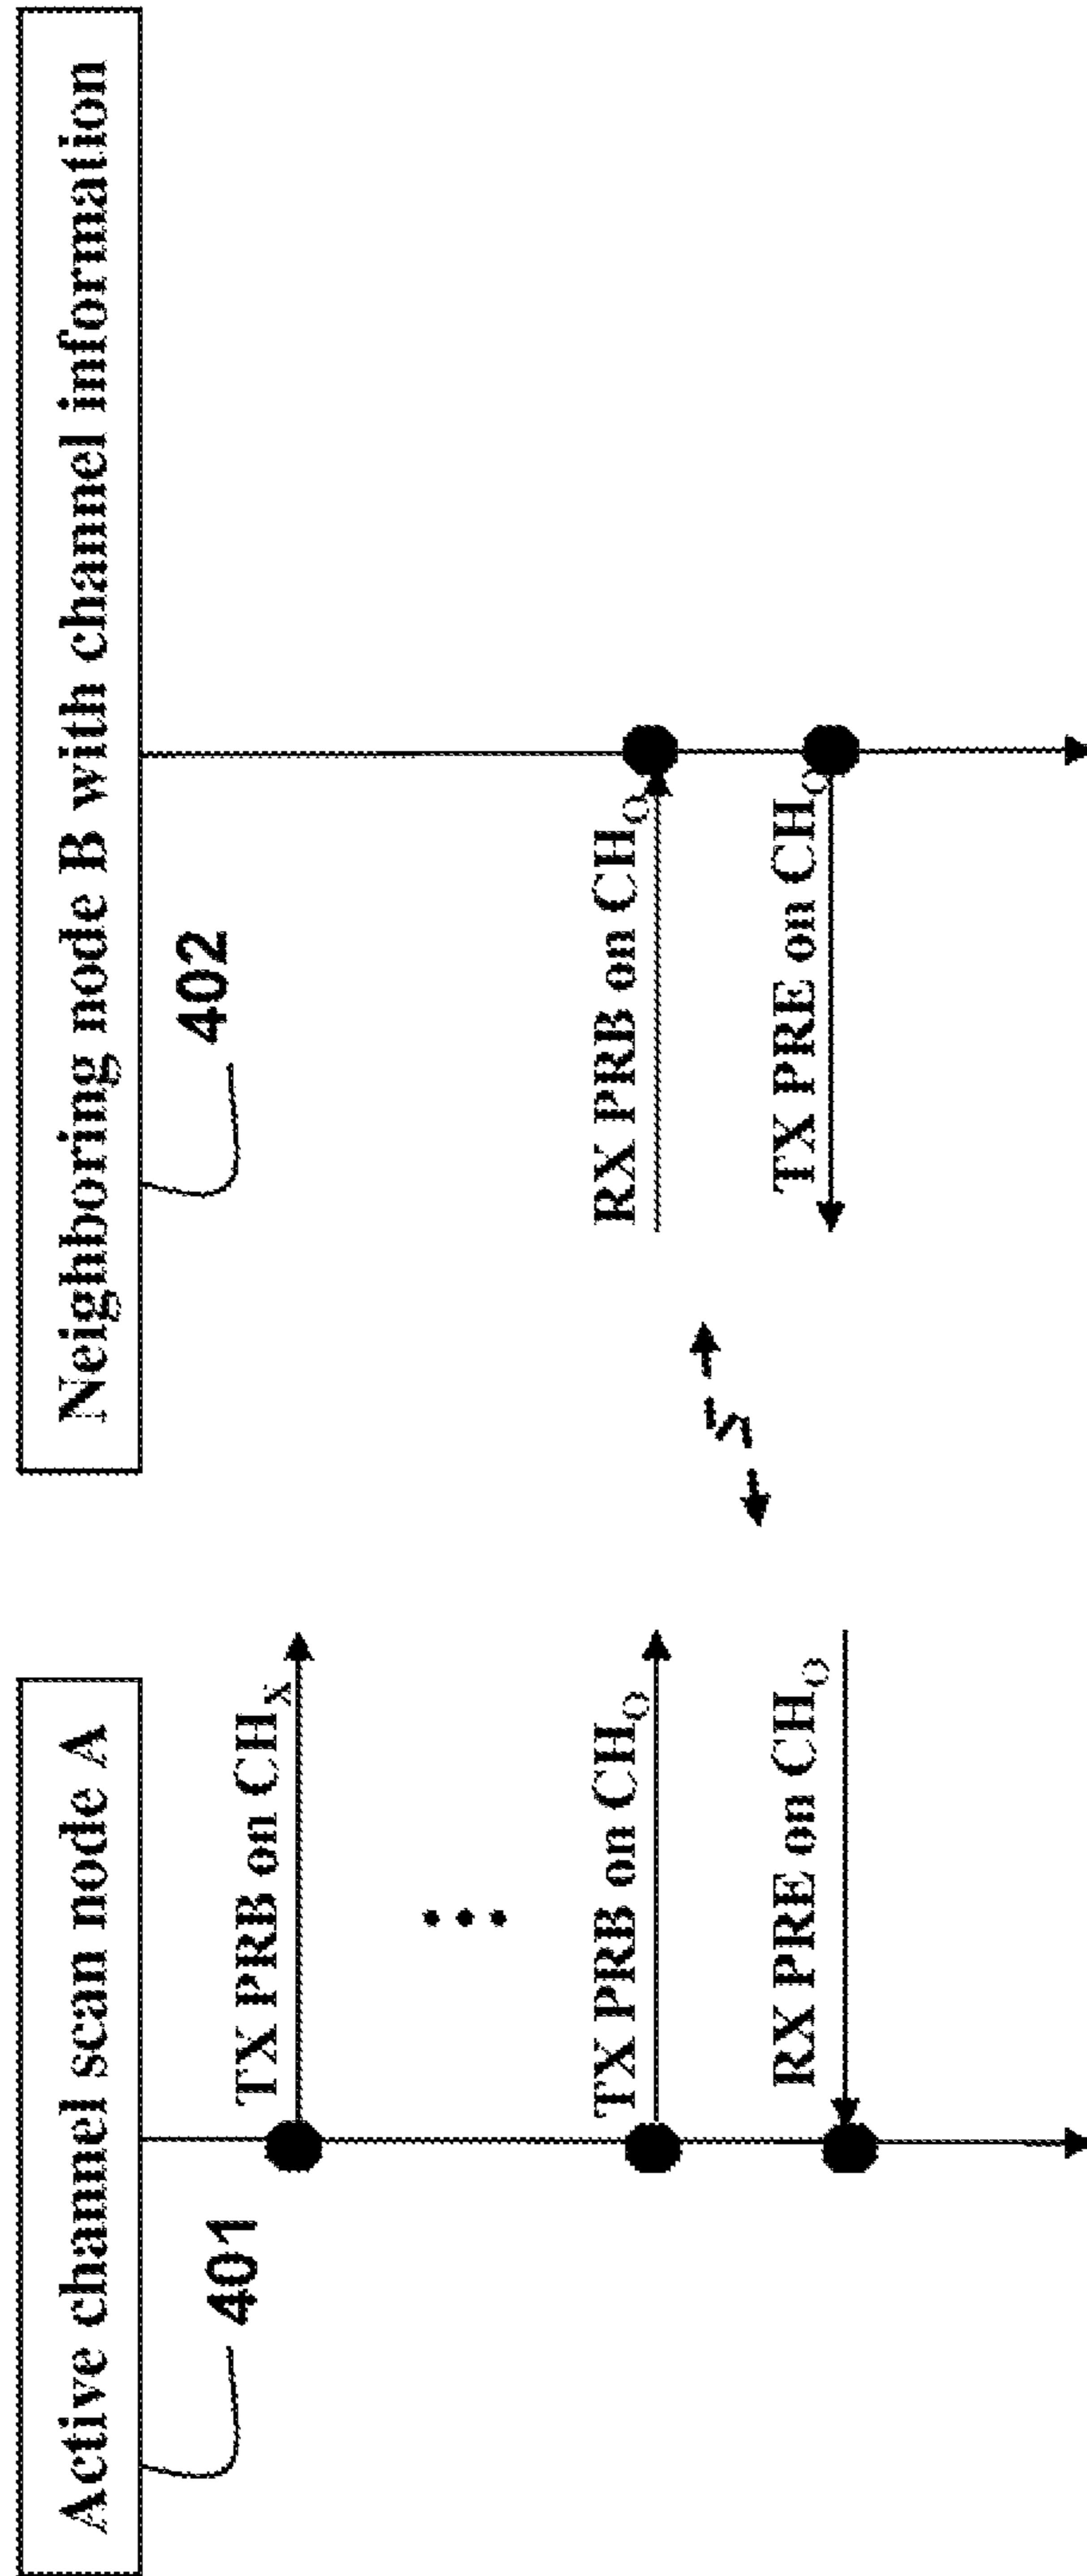 Active channel scan node A
Neighboring node B with channel information
401
402
TX PRB on CHX
...
TX PRB on CHO
RX PRB on CHO
RX PRE on CHO
TX PRE on CHO